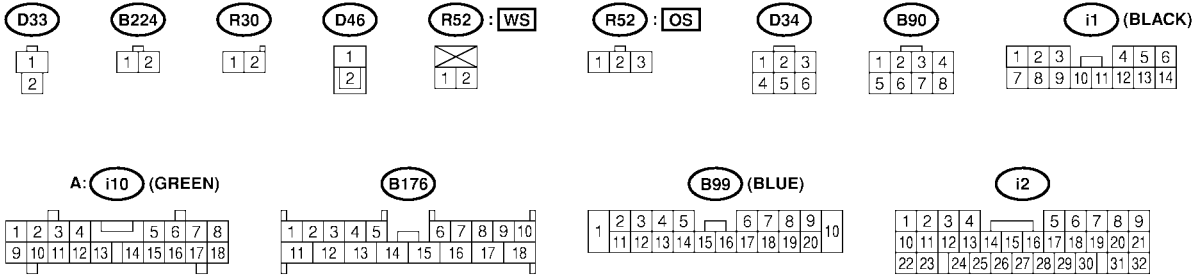 D33 B224 R30 D46 R52 : WS R52 : OS D34 B90 i1 (BLACK)
1 1 2 1 2 1 1 2 3 1 2 3 1 2 3 4 1 2 3 4 5 6
2 2 1 2 4 5 6 5 6 7 8 7 8 9 10 11 12 13 14
A: i10 (GREEN) B176 B99 (BLUE) i2
1 2 3 4 5 6 7 8 1 2 3 4 5 6 7 8 9 10 1 2 3 4 5 6 7 8 9 10 1 2 3 4 5 6 7 8 9
9 10 11 12 13 14 15 16 17 18 11 12 13 14 15 16 17 18 11 12 13 14 15 16 17 18 19 20 10 11 12 13 14 15 16 17 18 19 20 21
22 23 24 25 26 27 28 29 30 31 32